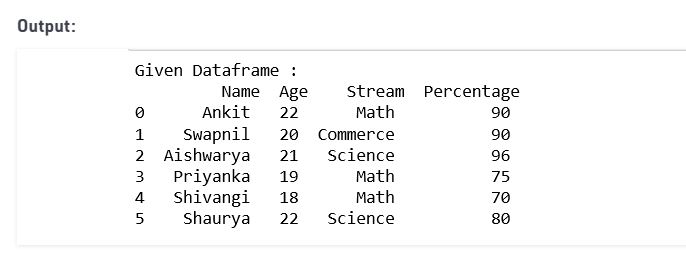 Output:
Given Dataframe :
Name Age Stream Percentage
0 Ankit 22 Math 90
1 Swapnil 20 Commerce 90
2 Aishwarya 21 Science 96
3 Priyanka 19 Math 75
4 Shivangi 18 Math 70
5 Shaurya 22 Science 80